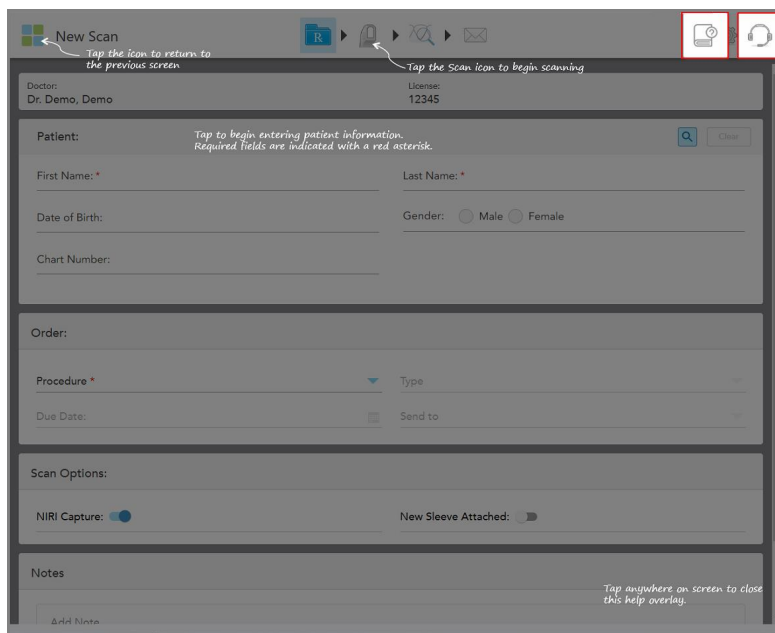 New Scan
R
Tap the icon to return to
the previous screen
Tap the Scan icon to begin scanning
?
Doctor:
Dr. Demo, Demo
License:
12345
Patient:
Tap to begin entering patient information.
Required fields are indicated with a red asterisk.
Clear
First Name: *
Last Name: *
Date of Birth:
Gender: Male Female
Chart Number:
Order:
Procedure *
Type
Due Date:
Send to
Scan Options:
NIRI Capture:
New Sleeve Attached:
Notes
Tap anywhere on screen to close
this help overlay.
Add Note